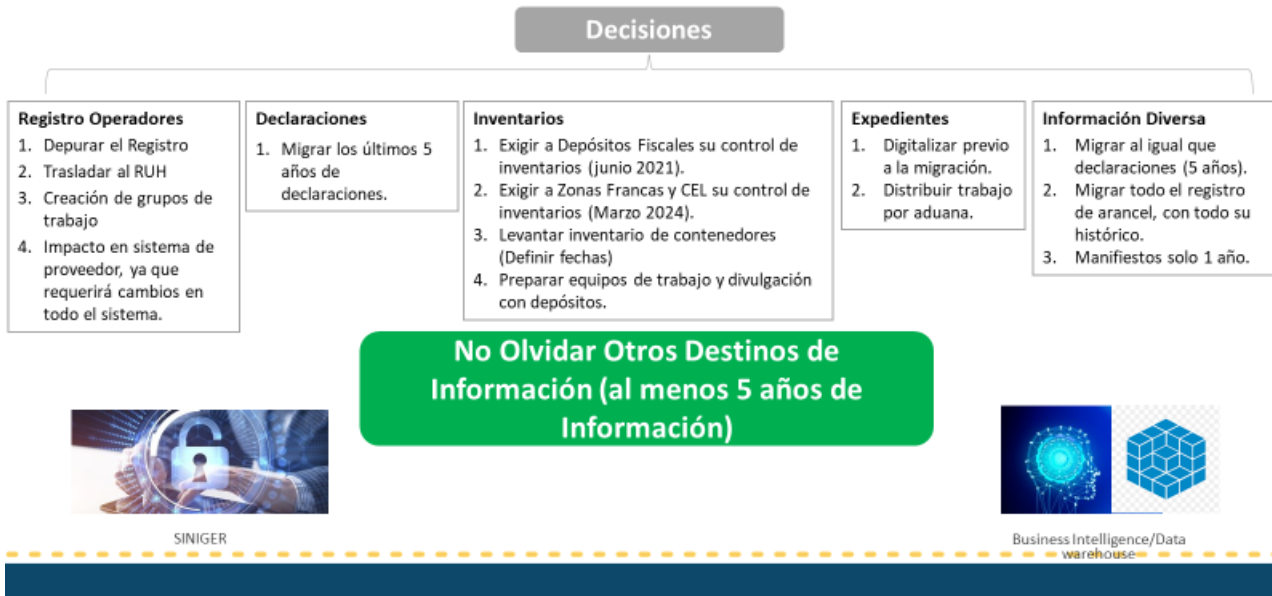 Decisiones
Registro Operadores
1. Depurar el Registro
2. Trasladar al RUH
3. Creación de grupos de
trabajo
4. Impacto en sistema de
proveedor, ya que
requerirá cambios en
todo el sistema.
Declaraciones
1. Migrar los últimos 5
años de
declaraciones.
Inventarios
1. Exigir a Depósitos Fiscales su control de
inventarios (junio 2021).
2. Exigir a Zonas Francas y CEL su control de
inventarios (Marzo 2024).
3. Levantar inventario de contenedores
(Definir fechas)
4. Preparar equipos de trabajo y divulgación
con depósitos.
Expedientes
1. Digitalizar previo
a la migración.
2. Distribuir trabajo
por aduana.
Información Diversa
1. Migrar al igual que
declaraciones (5 años).
2. Migrar todo el registro
de arancel, con todo su
histórico.
3. Manifiestos solo 1 año.
No Olvidar Otros Destinos de
Información (al menos 5 años de
Información)
SINIGER
Business Intelligence/Data
warehouse